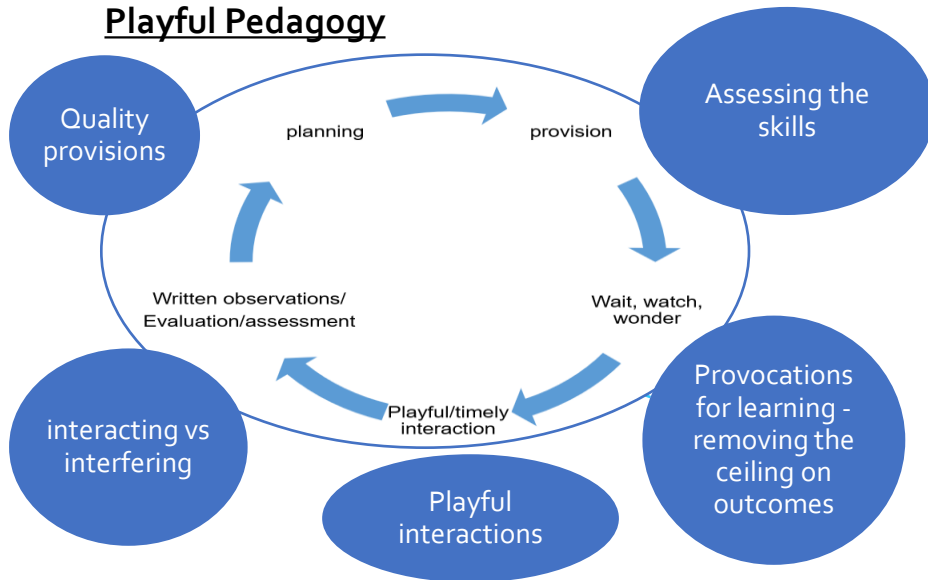 Playful Pedagogy
Quality
provisions
planning
provision
Assessing the
skills
Written observations/
Evaluation/assessment
Wait, watch,
wonder
Playful/timely
interaction
interacting vs
interfering
Playful
interactions
Provocations
for learning -
removing the
ceiling on
outcomes